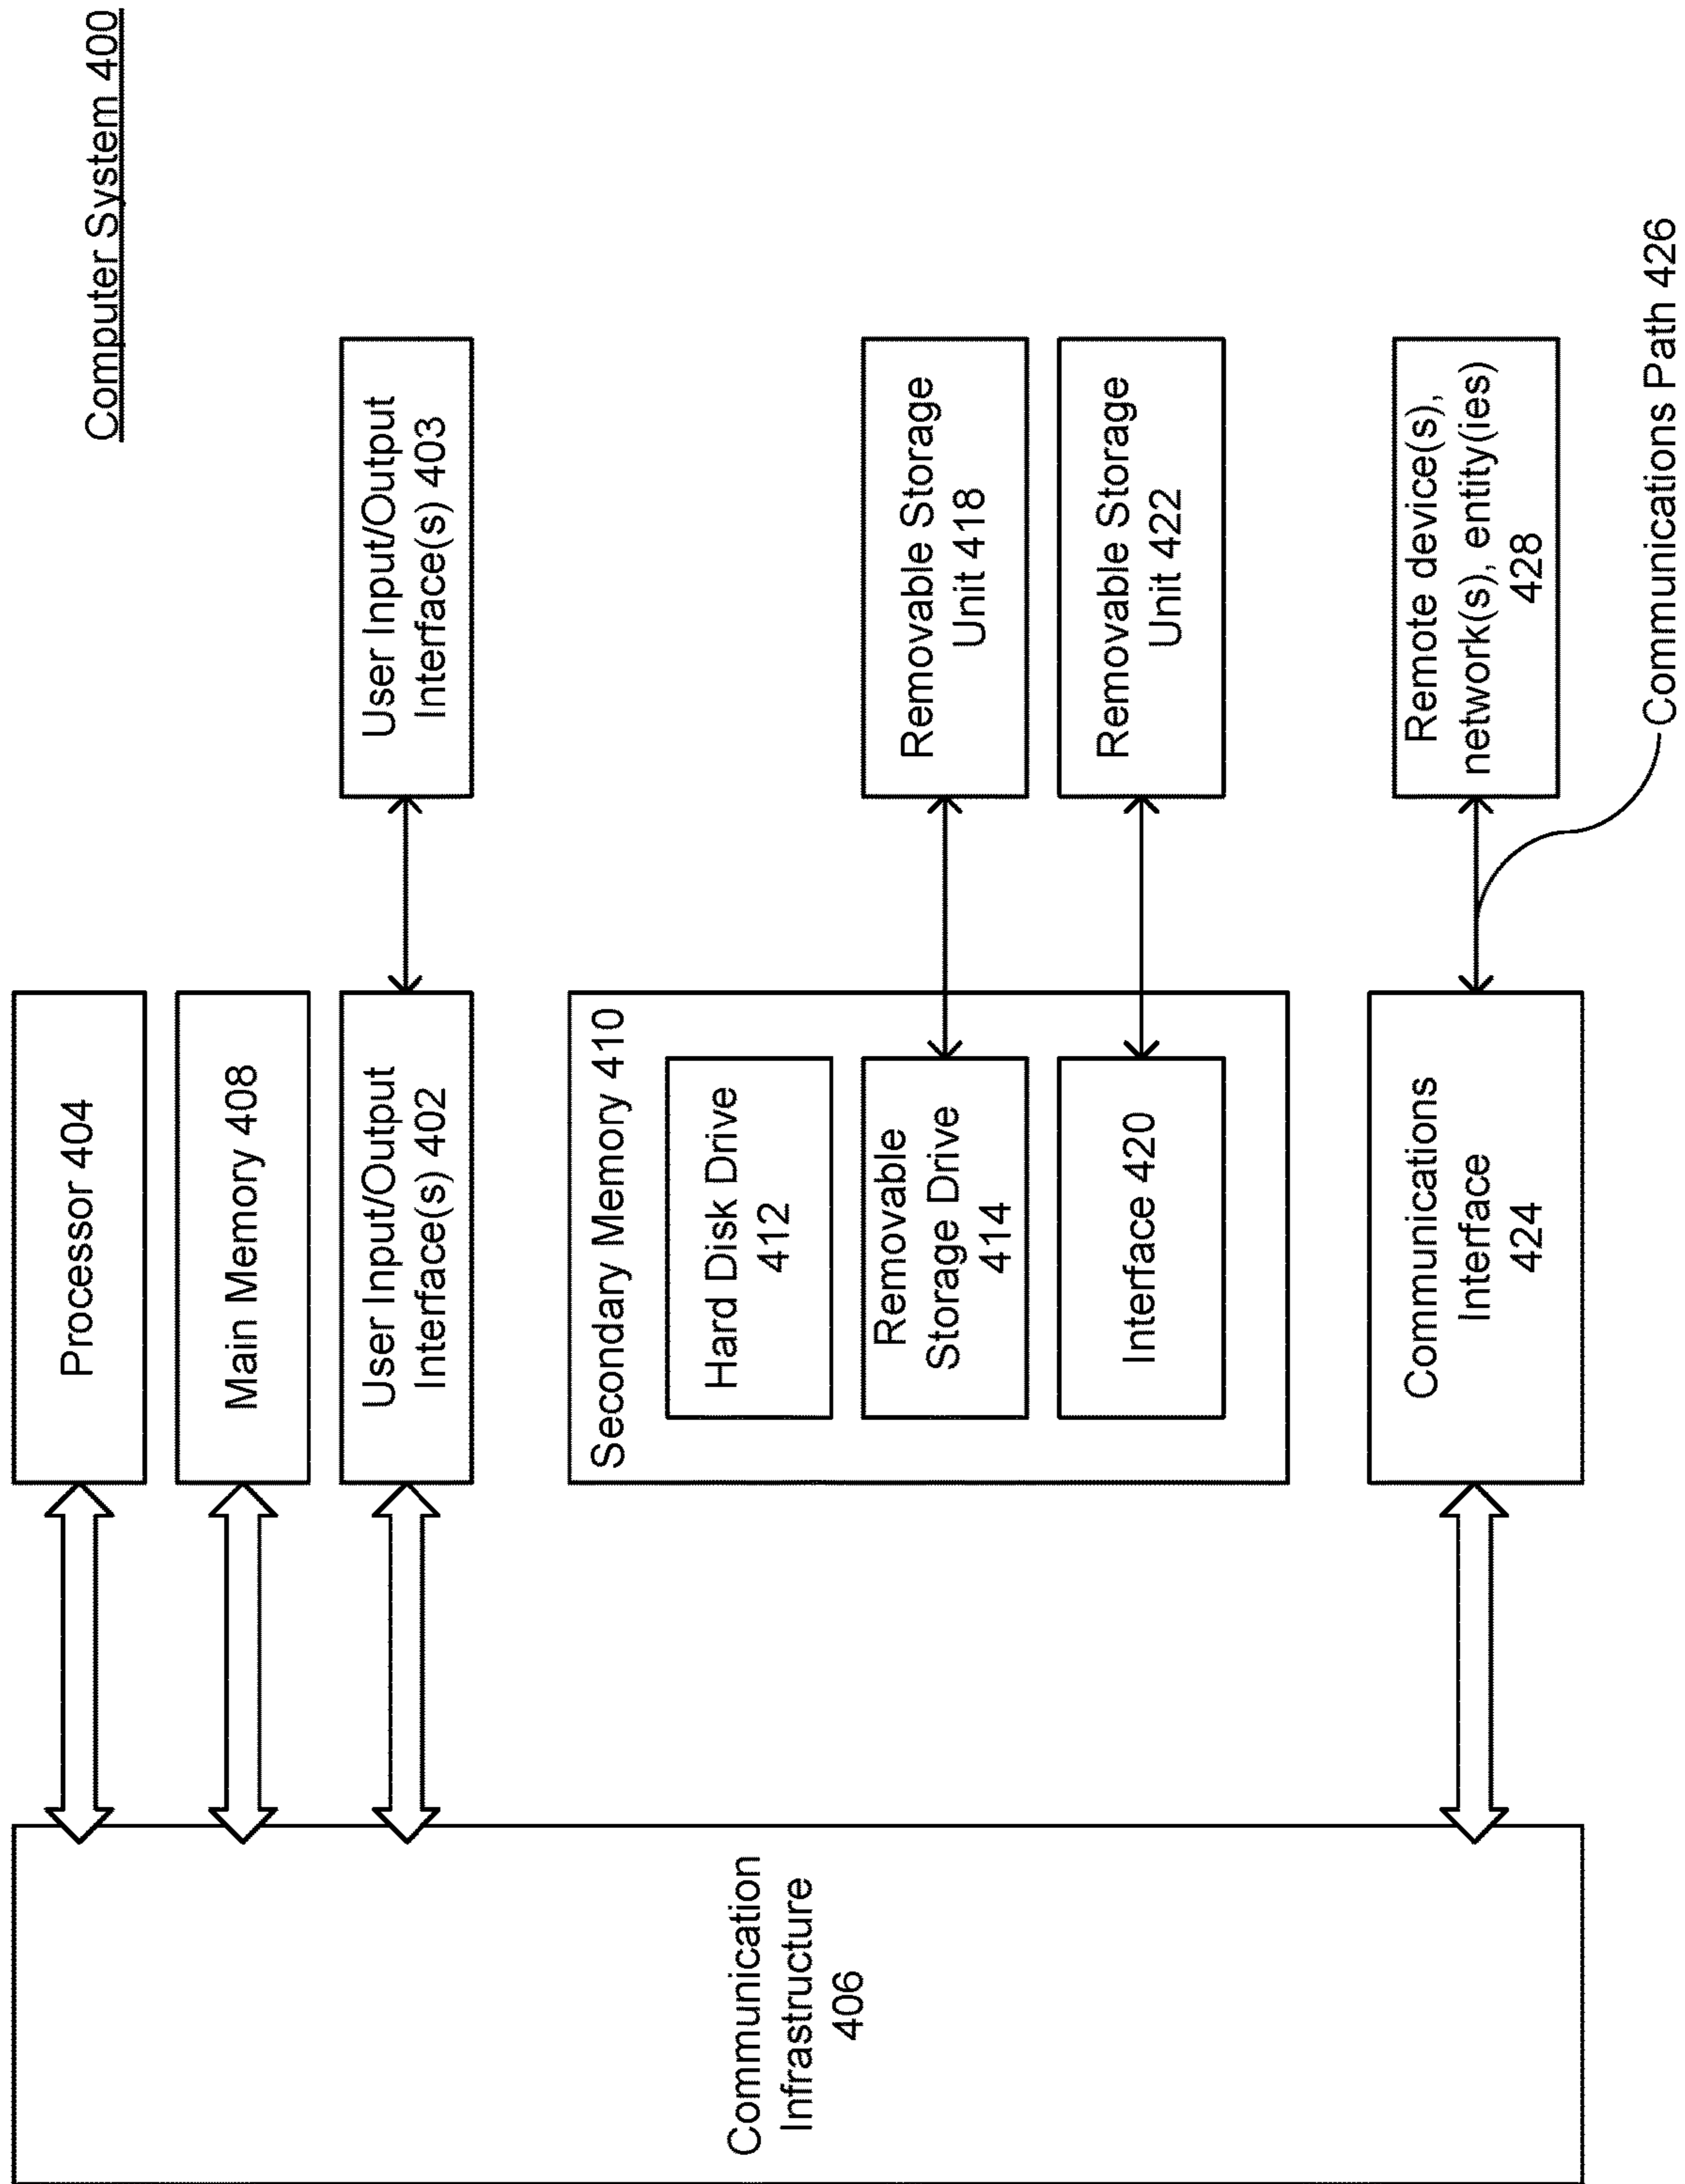 Computer System 400
Processor 404
Main Memory 408
User Input/Output
Interface(s) 402
User Input/Output
Interface(s) 403
Communication
Infrastructure
406
Secondary Memory 410
Hard Disk Drive
412
Removable
Storage Drive
414
Removable Storage
Unit 418
Interface 420
Removable Storage
Unit 422
Communications
Interface
424
Remote device(s),
network(s), entity(ies)
428
Communications Path 426